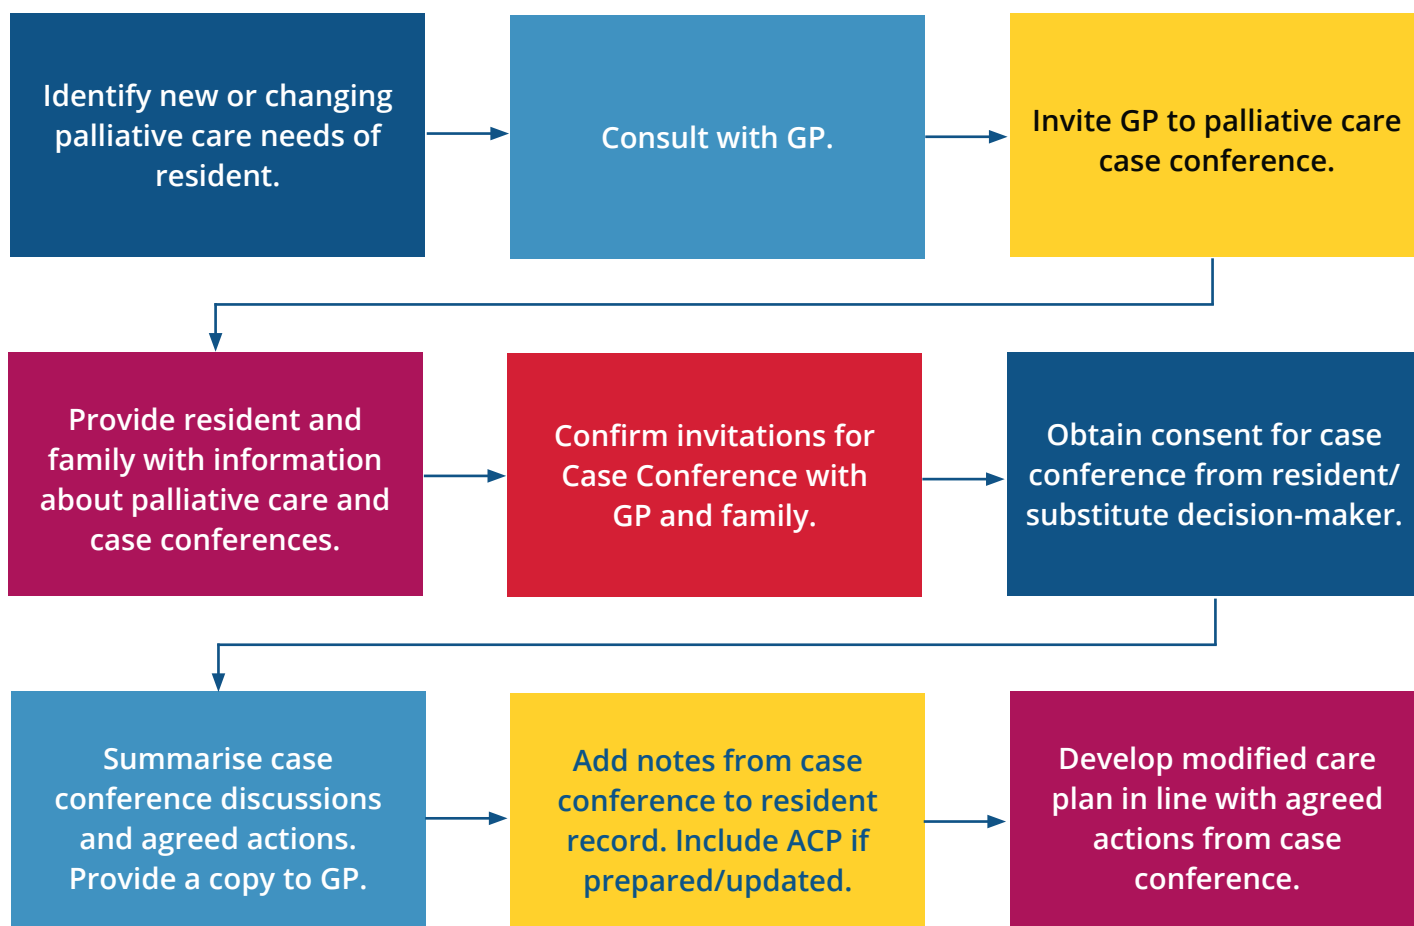 Identify new or changing
palliative care needs of
resident.
Consult with GP.
Invite GP to palliative care
case conference.
Provide resident and
family with information
about palliative care and
case conferences.
Confirm invitations for
Case Conference with
GP and family.
Obtain consent for case
conference from resident/
substitute decision-maker.
Summarise case
conference discussions
and agreed actions.
Provide a copy to GP.
Add notes from case
conference to resident
record. Include ACP if
prepared/updated.
Develop modified care
plan in line with agreed
actions from case
conference.